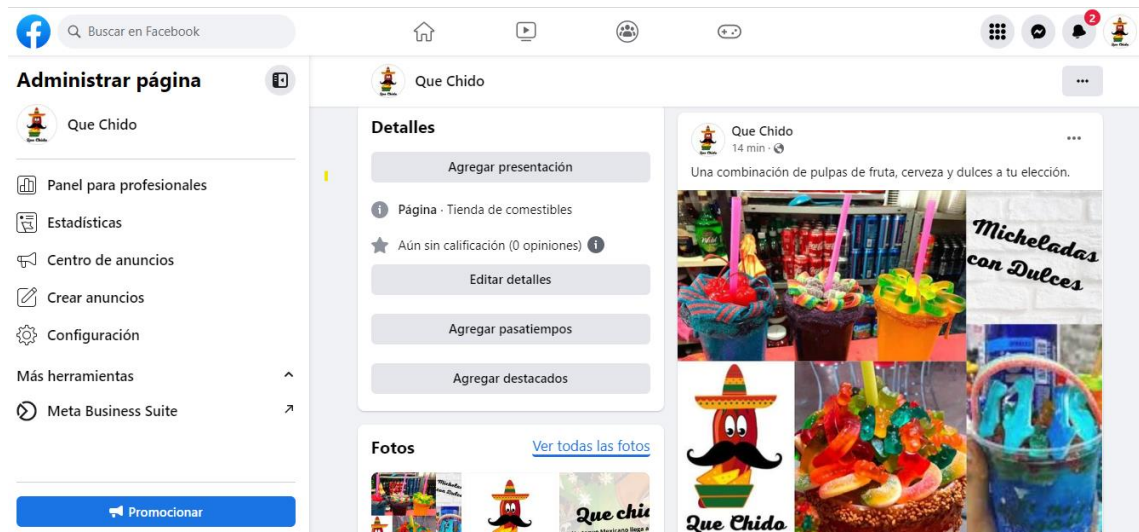 Buscar en Facebook
2
Administrar página
Que Chido
Panel para profesionales
Estadísticas
Centro de anuncios
Crear anuncios
Configuración
Más herramientas
Meta Business Suite
Promocionar
Que Chido
Detalles
Agregar presentación
Página · Tienda de comestibles
Aún sin calificación (0 opiniones)
Editar detalles
Agregar pasatiempos
Agregar destacados
Fotos
Ver todas las fotos
Que Chido
14 min
Una combinación de pulpas de fruta, cerveza y dulces a tu elección.
Micheladas
con Dulces
Que Chido